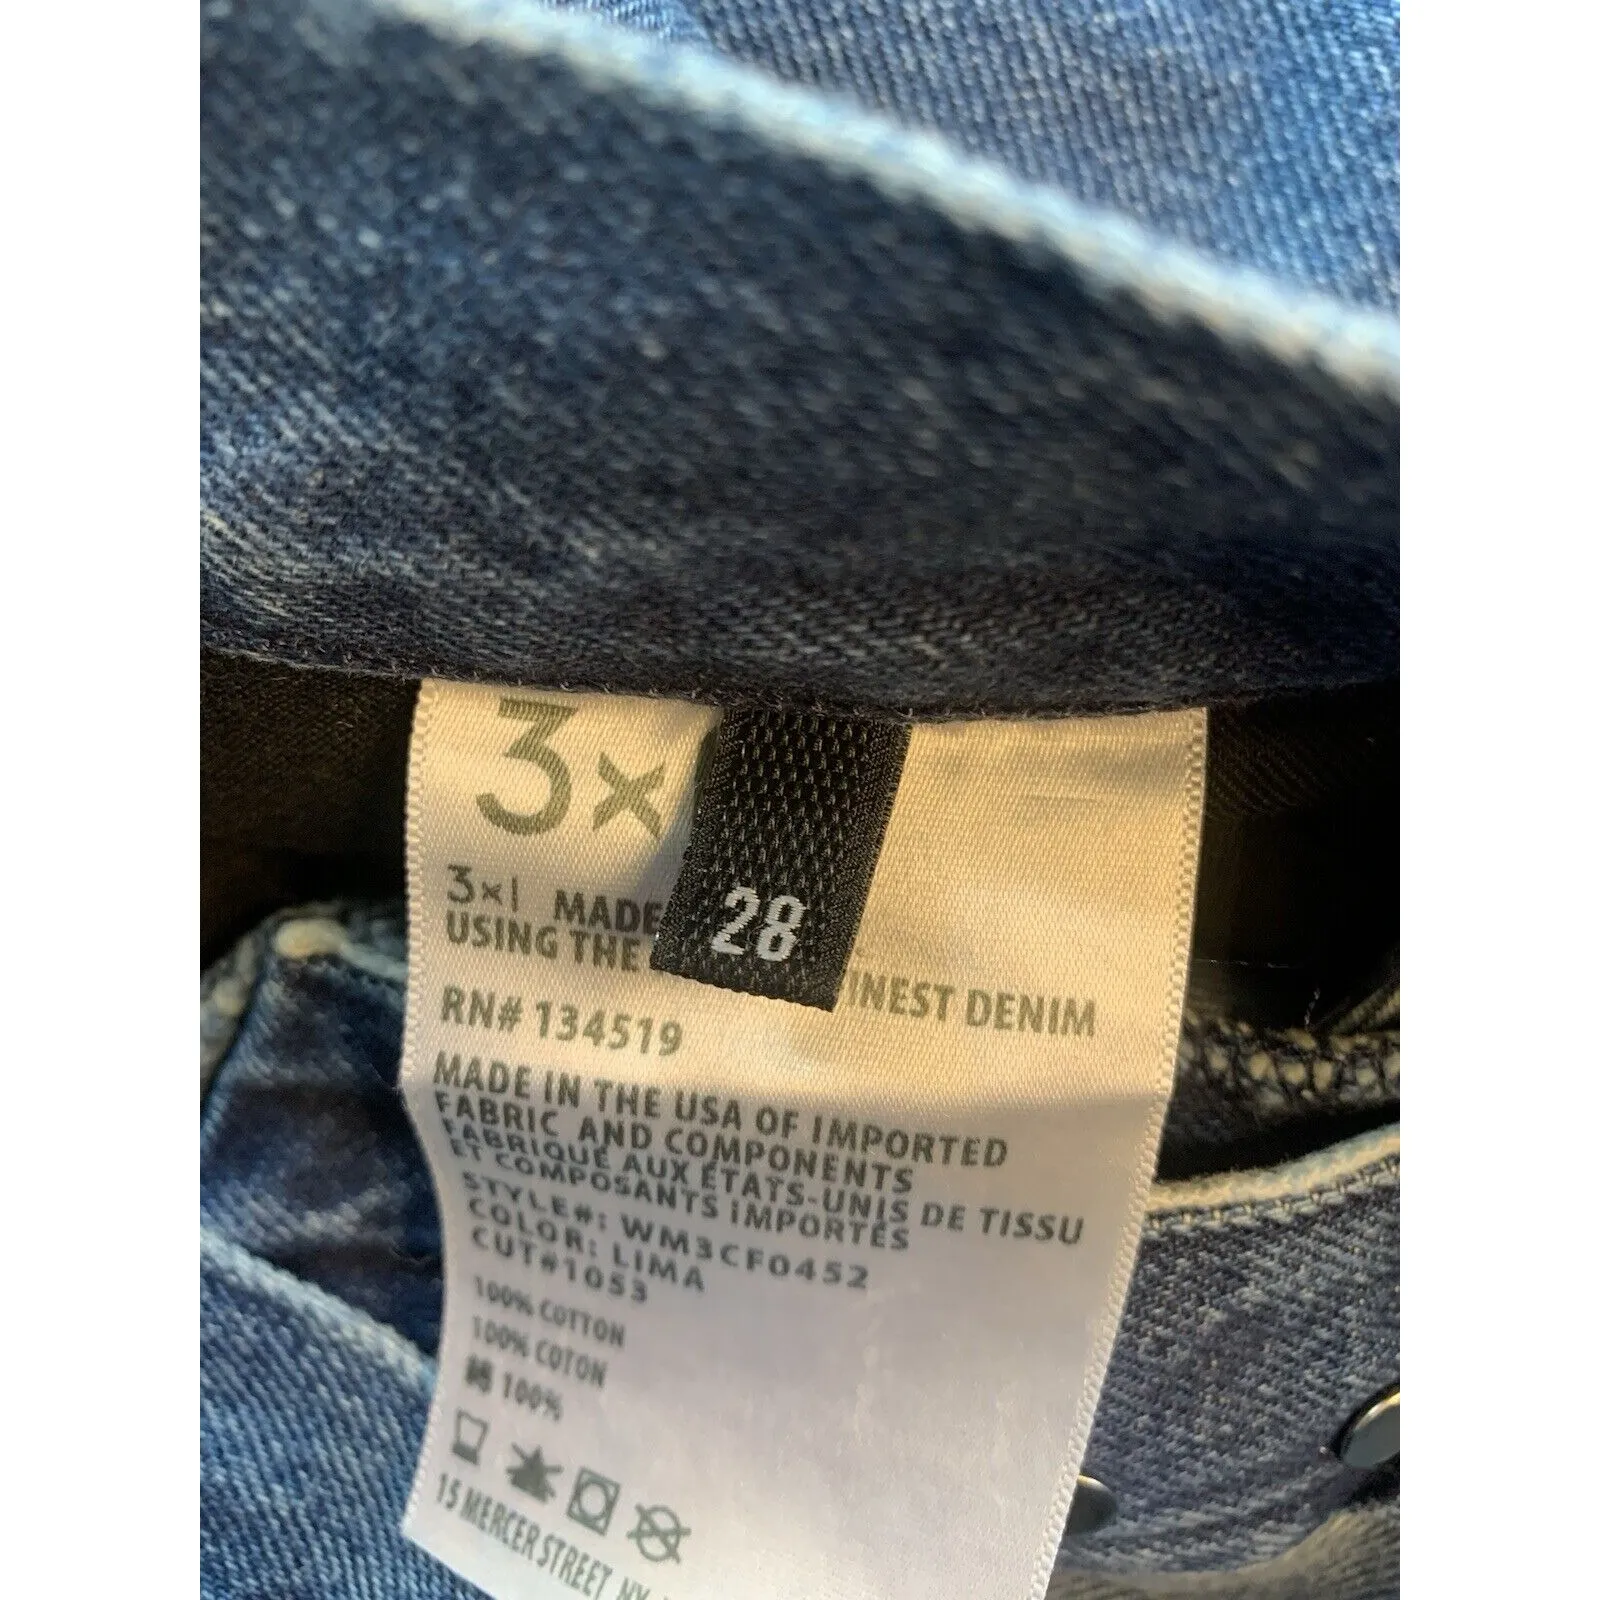 3×
28
3×1 MADE
USING THE INEST DENIM
RN# 134519
MADE IN THE USA OF IMPORTED
FABRIC AND COMPONENTS
FABRIQUÉ AUX ÉTATS-UNIS DE TISSU
ET COMPOSANTS IMPORTÉS
STYLE#: WM3CF0452
COLOR: LIMA
CUT#1053
100% COTTON
100% COTON
綿 100%
15 MERCER STREET NY